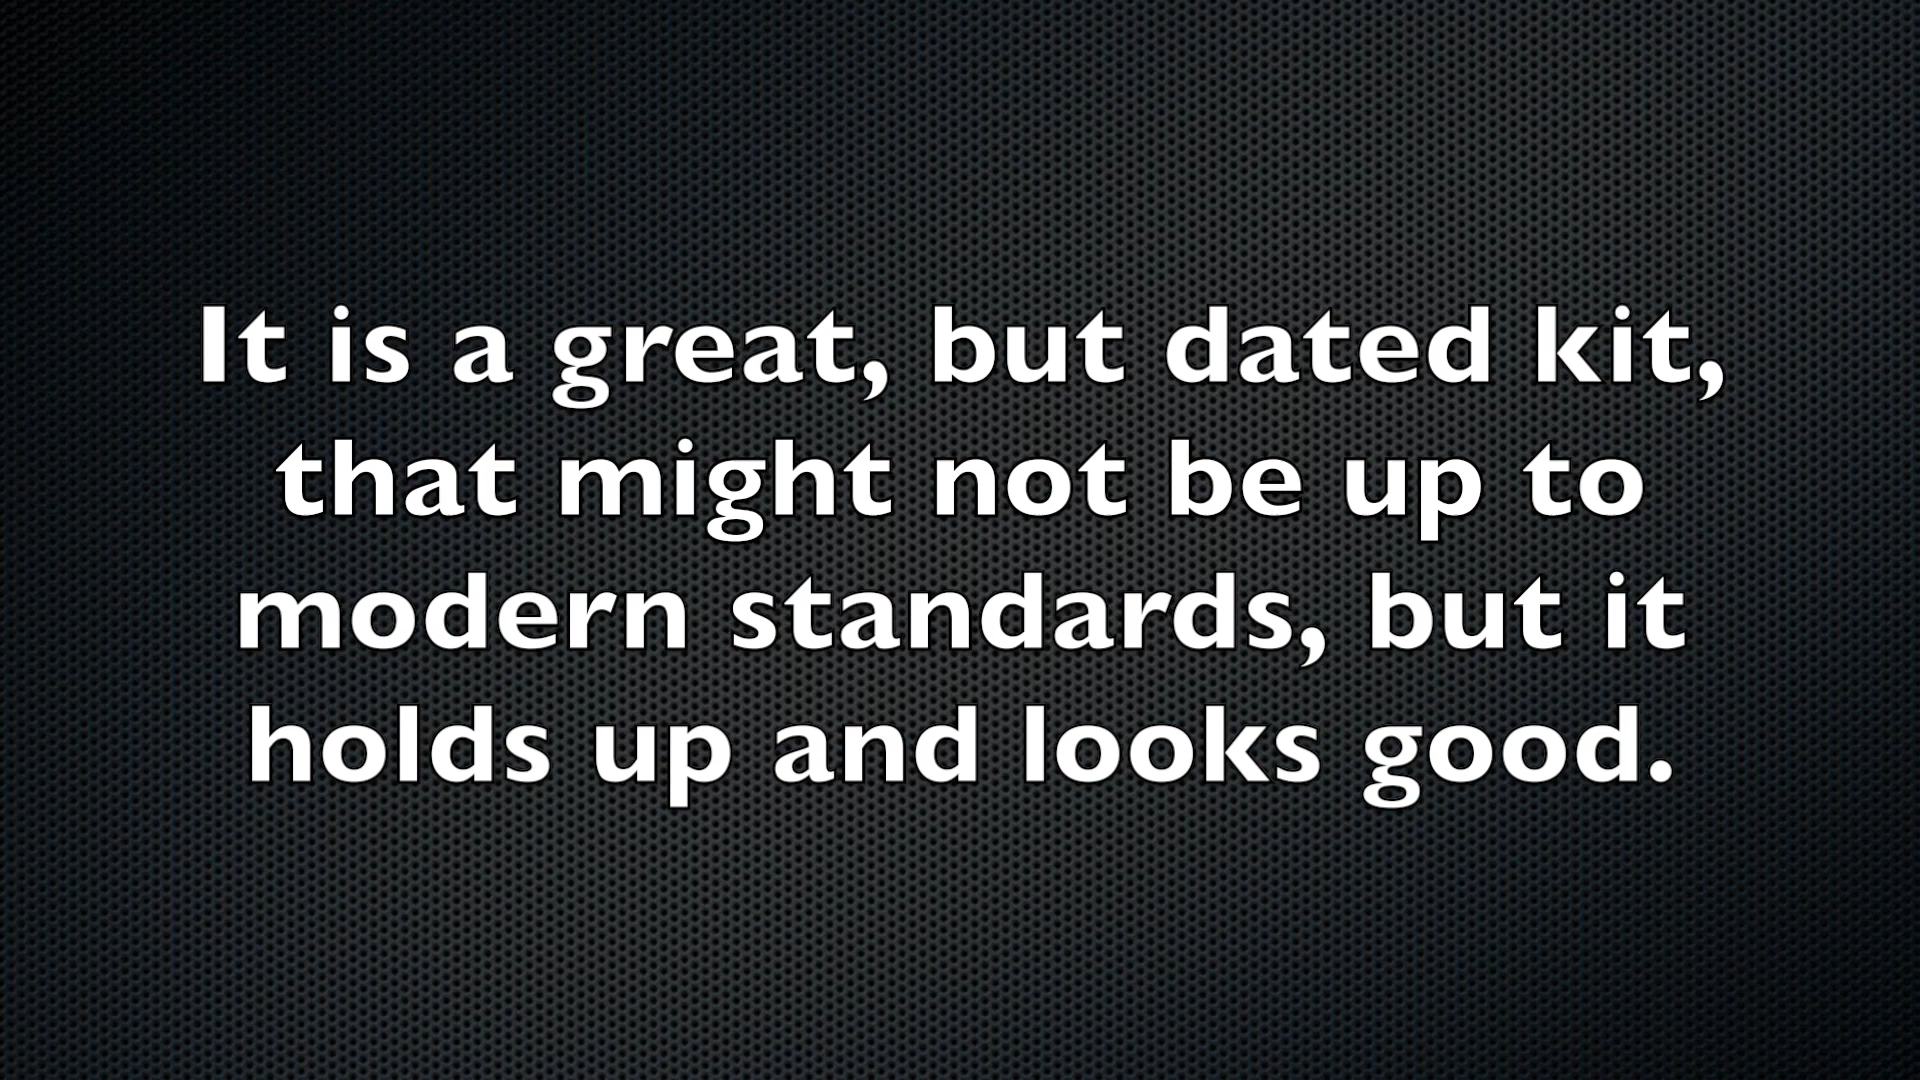 It is a great, but dated kit,
that might not be up to
modern standards, but it
holds up and looks good.